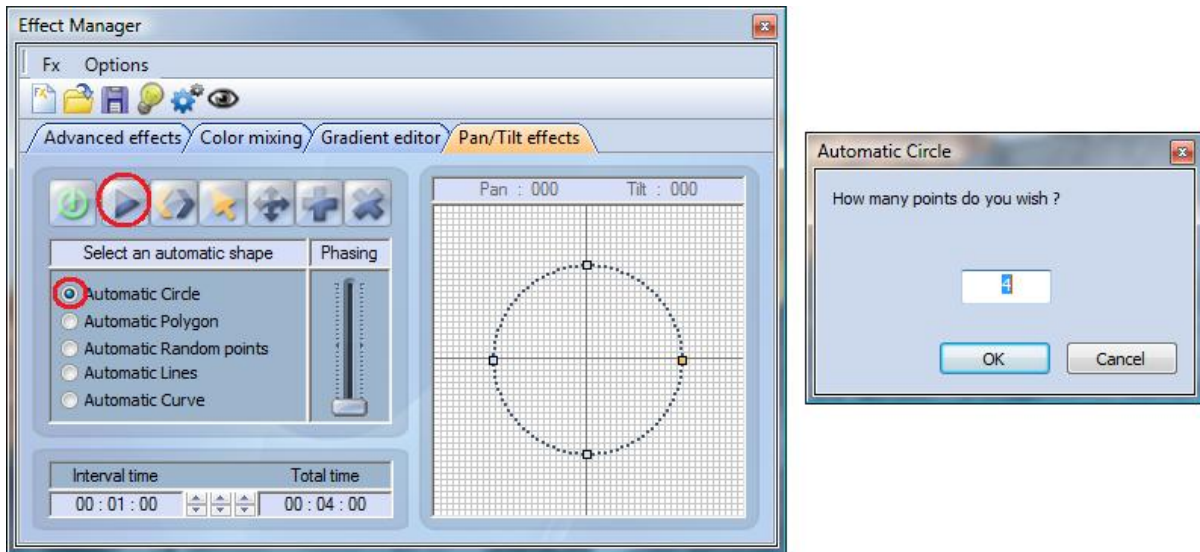 Effect Manager
Fx Options
Advanced effects Color mixing Gradient editor Pan/Tilt effects
Select an automatic shape Phasing
Automatic Circle
Automatic Polygon
Automatic Random points
Automatic Lines
Automatic Curve
Interval time Total time
00 : 01 : 00 00 : 04 : 00
Pan : 000 Tilt : 000
Automatic Circle
How many points do you wish ?
4
OK Cancel